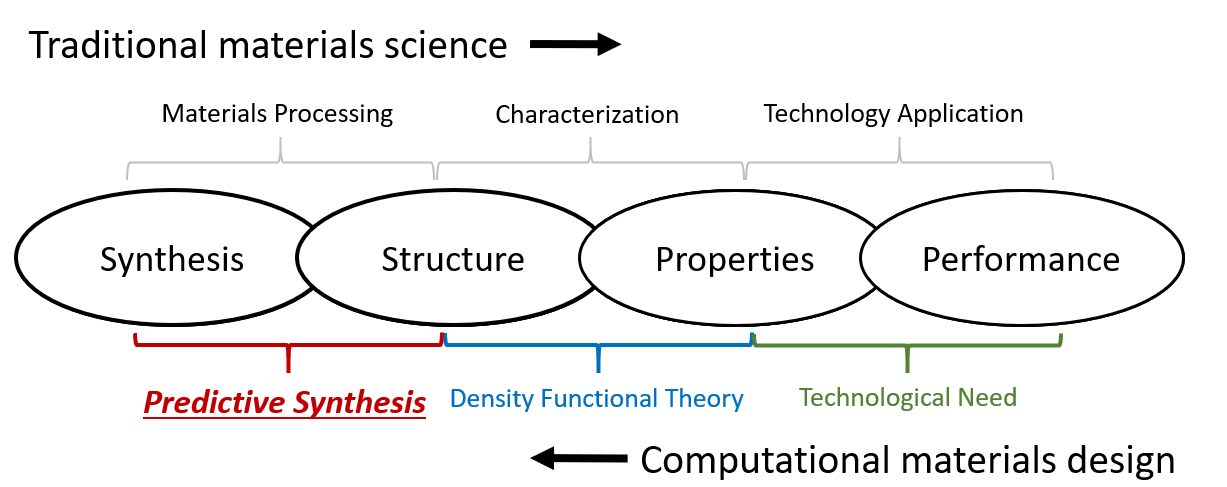 Traditional materials science
Materials Processing
Characterization
Technology Application
Synthesis
Structure
Properties
Performance
Predictive Synthesis
Density Functional Theory
Technological Need
Computational materials design